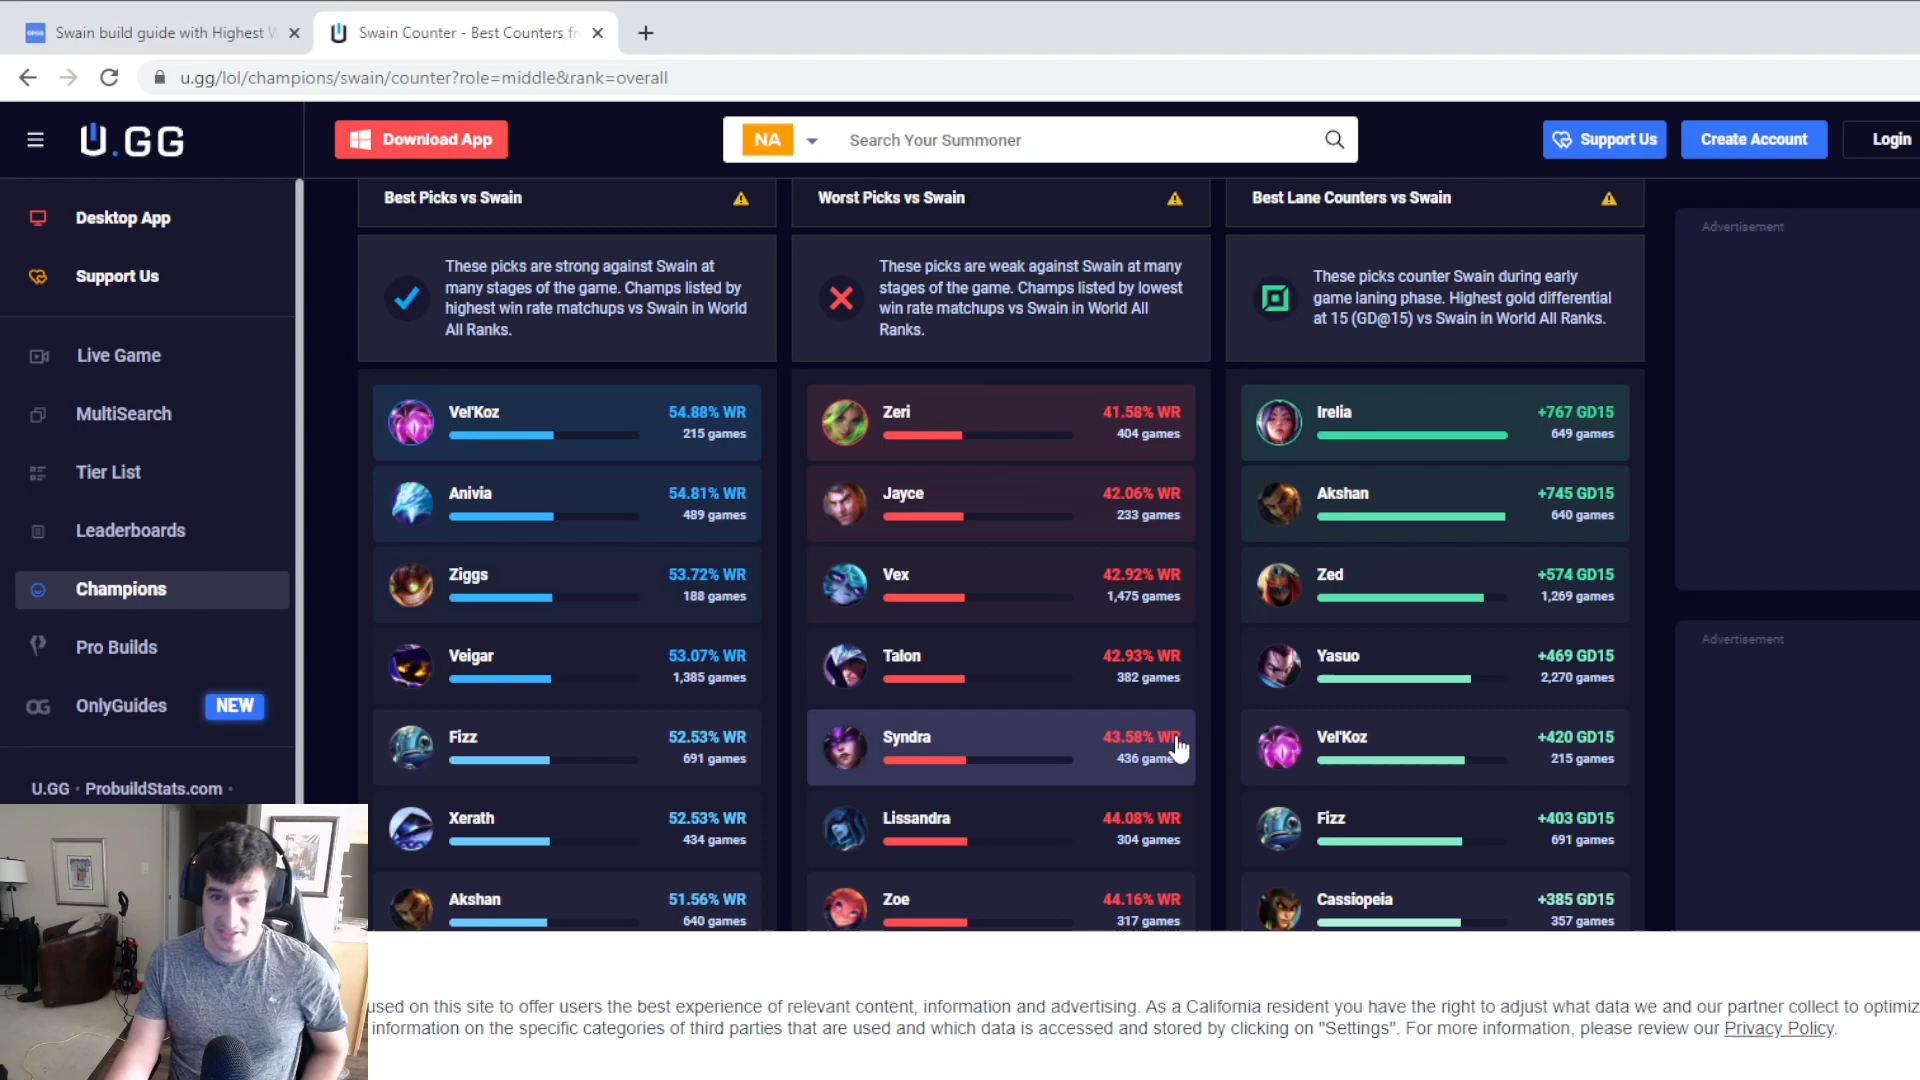 Swain build guide with Highest W
Swain Counter - Best Counters fr
u.gg/lol/champions/swain/counter?role=middle&rank=overall
U.GG
Download App
NA
Search Your Summoner
Support Us
Create Account
Login
Desktop App
Support Us
Live Game
MultiSearch
Tier List
Leaderboards
Champions
Pro Builds
OG OnlyGuides NEW
U.GG · ProbuildStats.com ·
Best Picks vs Swain
These picks are strong against Swain at
many stages of the game. Champs listed by
highest win rate matchups vs Swain in World
All Ranks.
Vel'Koz 54.88% WR
215 games
Anivia 54.81% WR
489 games
Ziggs 53.72% WR
188 games
Veigar 53.07% WR
1,385 games
Fizz 52.53% WR
691 games
Xerath 52.53% WR
434 games
Akshan 51.56% WR
640 games
Worst Picks vs Swain
These picks are weak against Swain at many
stages of the game. Champs listed by lowest
win rate matchups vs Swain in World All
Ranks.
Zeri 41.58% WR
404 games
Jayce 42.06% WR
233 games
Vex 42.92% WR
1,475 games
Talon 42.93% WR
382 games
Syndra 43.58% WR
436 games
Lissandra 44.08% WR
304 games
Zoe 44.16% WR
317 games
Best Lane Counters vs Swain
These picks counter Swain during early
game laning phase. Highest gold differential
at 15 (GD@15) vs Swain in World All Ranks.
Irelia +767 GD15
649 games
Akshan +745 GD15
640 games
Zed +574 GD15
1,269 games
Yasuo +469 GD15
2,270 games
Vel'Koz +420 GD15
215 games
Fizz +403 GD15
691 games
Cassiopeia +385 GD15
357 games
Advertisement
Advertisement
used on this site to offer users the best experience of relevant content, information and advertising. As a California resident you have the right to adjust what data we and our partner collect to optimiz
information on the specific categories of third parties that are used and which data is accessed and stored by clicking on "Settings". For more information, please review our Privacy Policy.